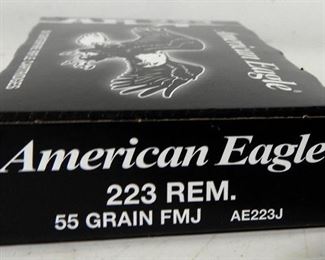 American Eagle®
American Eagle
223 REM.
55 GRAIN FMJ AE223J